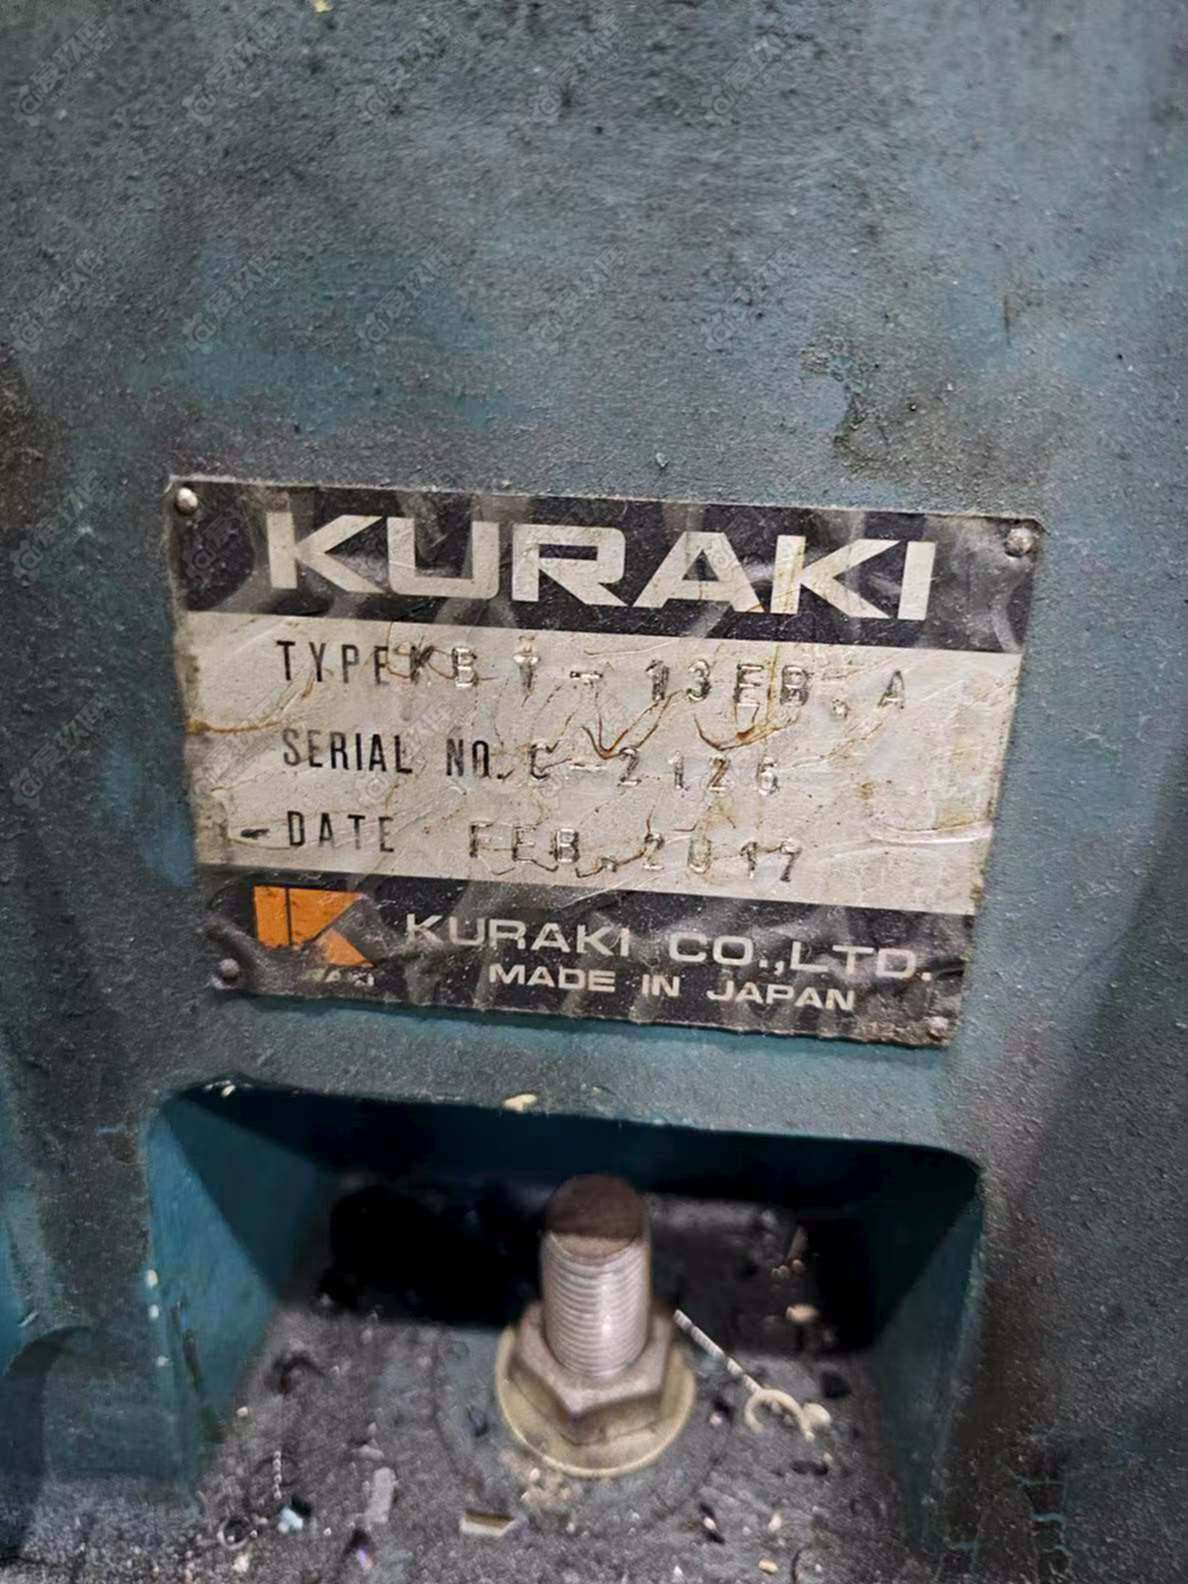 KURAKI
TYPE KBT-13EB.A
SERIAL NO. C-2126
DATE FEB.2017
KURAKI CO.,LTD.
MADE IN JAPAN